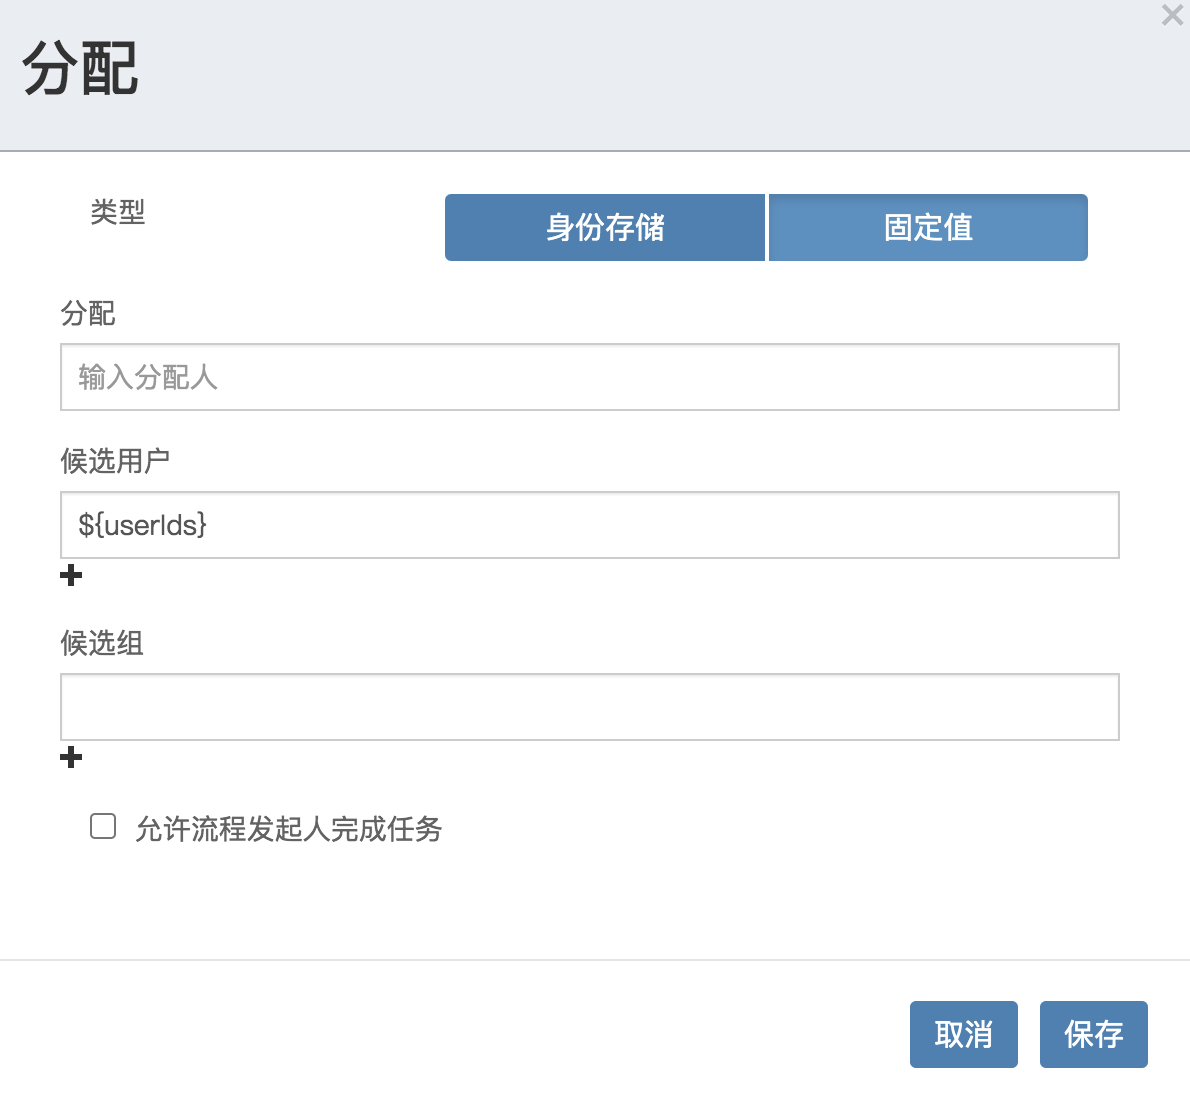 分配
类型
身份存储 固定值
分配
输入分配人
候选用户
${userIds}
候选组
允许流程发起人完成任务
取消 保存